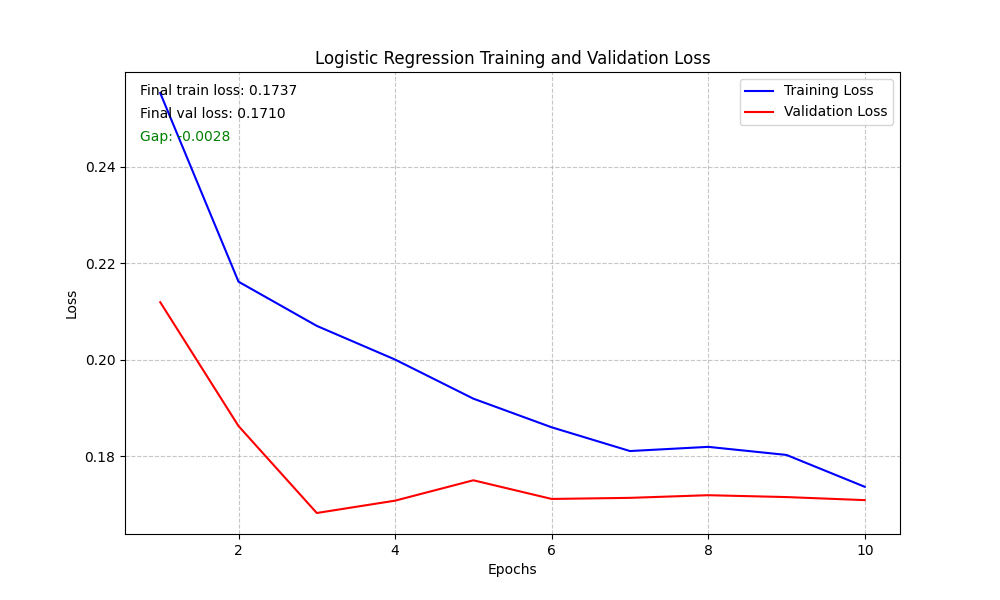 Logistic Regression Training and Validation Loss
Final train loss: 0.1737
Final val loss: 0.1710
Gap: -0.0028
Training Loss
Validation Loss
0.24
0.22
0.20
0.18
Loss
2 4 6 8 10
Epochs